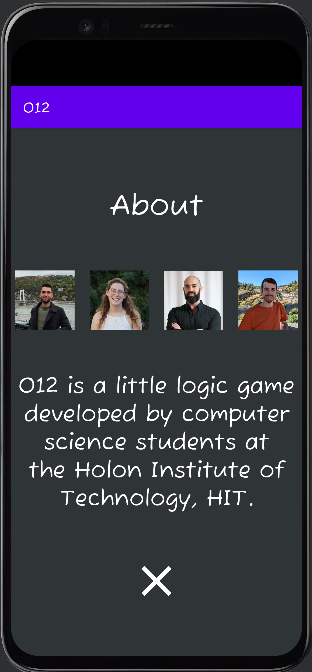 O12
About
O12 is a little logic game
developed by computer
science students at
the Holon Institute of
Technology, HIT.